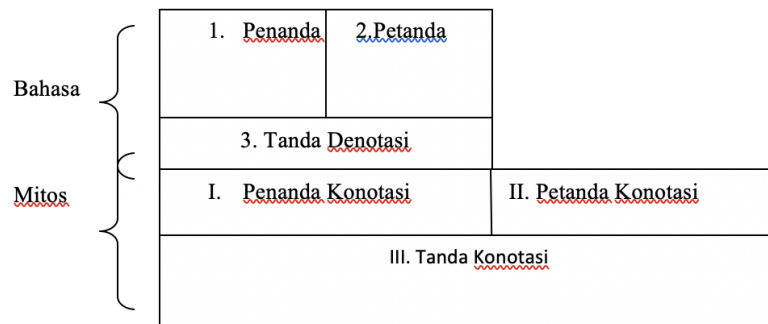 1. Penanda 2.Petanda
Bahasa
3. Tanda Denotasi
Mitos I. Penanda Konotasi II. Petanda Konotasi
III. Tanda Konotasi